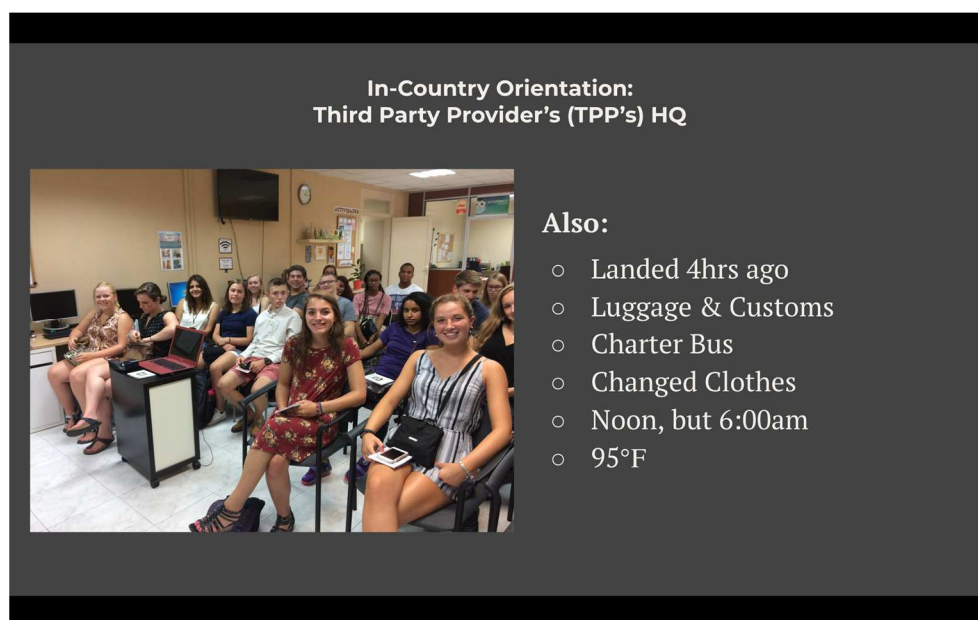 In-Country Orientation:
Third Party Provider's (TPP's) HQ
ACTIVIDADES
Also:
○ Landed 4hrs ago
○ Luggage & Customs
○ Charter Bus
○ Changed Clothes
○ Noon, but 6:00am
○ 95°F